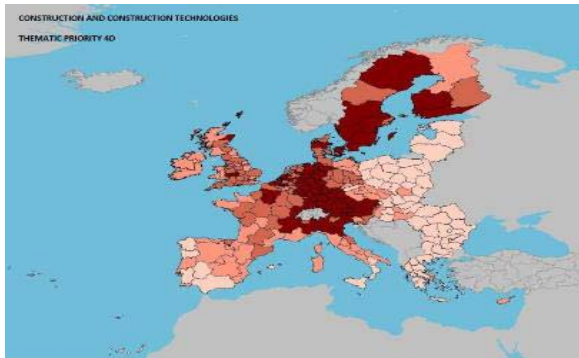 CONSTRUCTION AND CONSTRUCTION TECHNOLOGIES
THEMATIC PRIORITY 4D